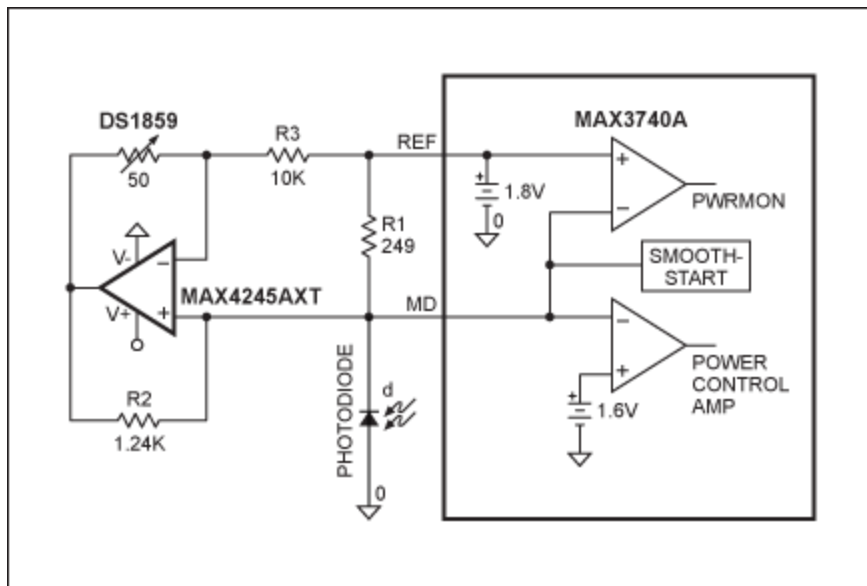 DS1859
50
R3
10K
REF
MAX3740A
+
1.8V
0
+
−
PWRMON
R1
249
SMOOTH-
START
V-
V+
−
+
MAX4245AXT
MD
R2
1.24K
PHOTODIODE
d
0
+
1.6V
−
+
POWER
CONTROL
AMP